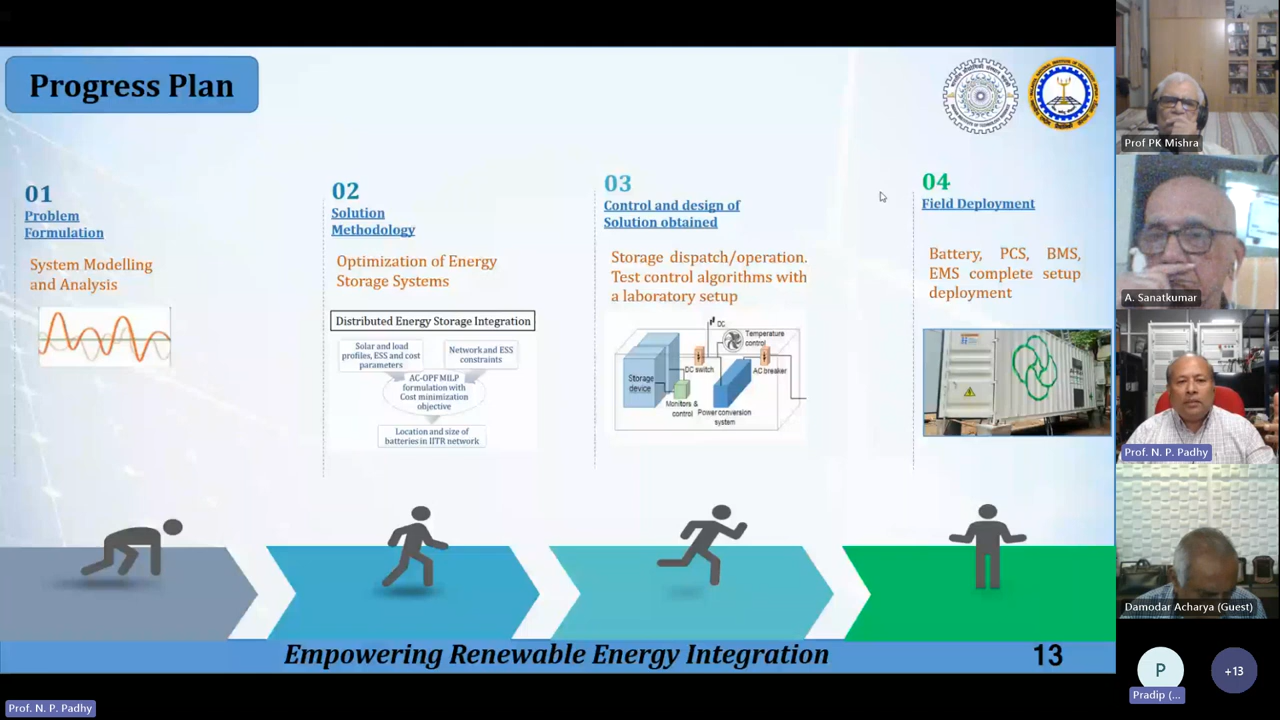 Progress Plan
01
Problem
Formulation
System Modelling
and Analysis
02
Solution
Methodology
Optimization of Energy
Storage Systems
Distributed Energy Storage Integration
Solar and load
profiles, ESS and cost
parameters
Network and ESS
constraints
AC-OPF MILP
formulation with
Cost minimization
objective
Location and size of
batteries in IITR network
03
Control and design of
Solution obtained
Storage dispatch/operation.
Test control algorithms with
a laboratory setup
DC
Temperature
control
DC switch
AC breaker
Storage
device
Monitors &
control
Power conversion
system
04
Field Deployment
Battery, PCS, BMS,
EMS complete setup
deployment
Empowering Renewable Energy Integration
13
Prof. N. P. Padhy
Prof PK Mishra
A. Sanatkumar
Prof. N. P. Padhy
Damodar Acharya (Guest)
P
Pradip (...
+13